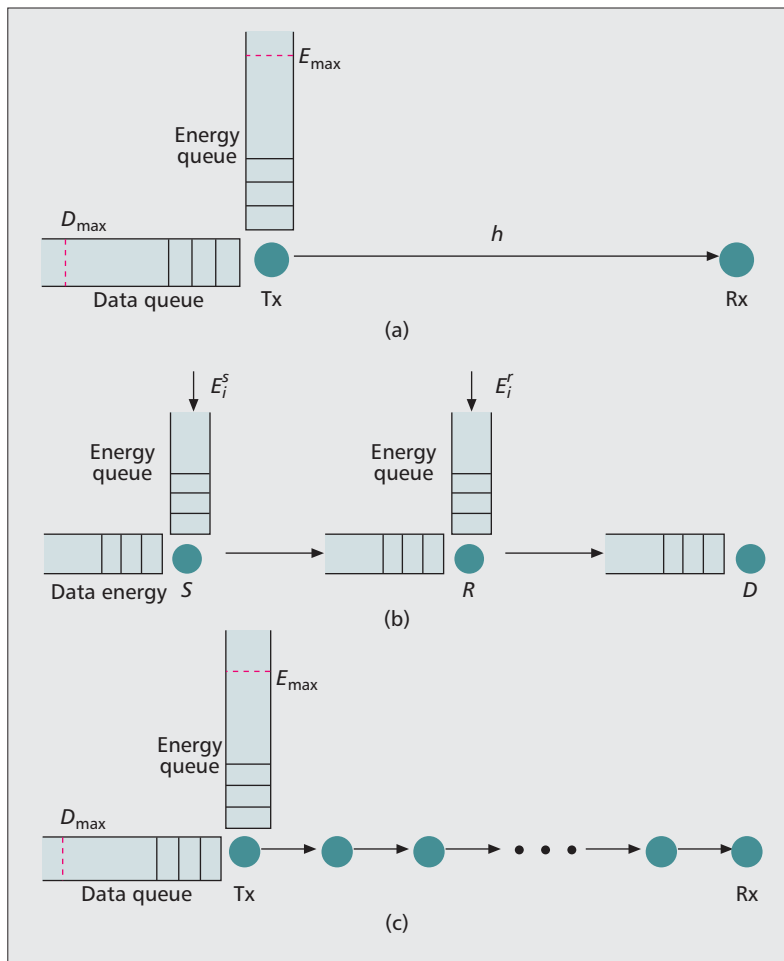 E_max
Energy
queue
D_max
h
Data queue
Tx
Rx
(a)
E_i^s
E_i^r
Energy
queue
Energy
queue
Data energy
S
R
D
(b)
E_max
Energy
queue
D_max
Data queue
Tx
Rx
(c)